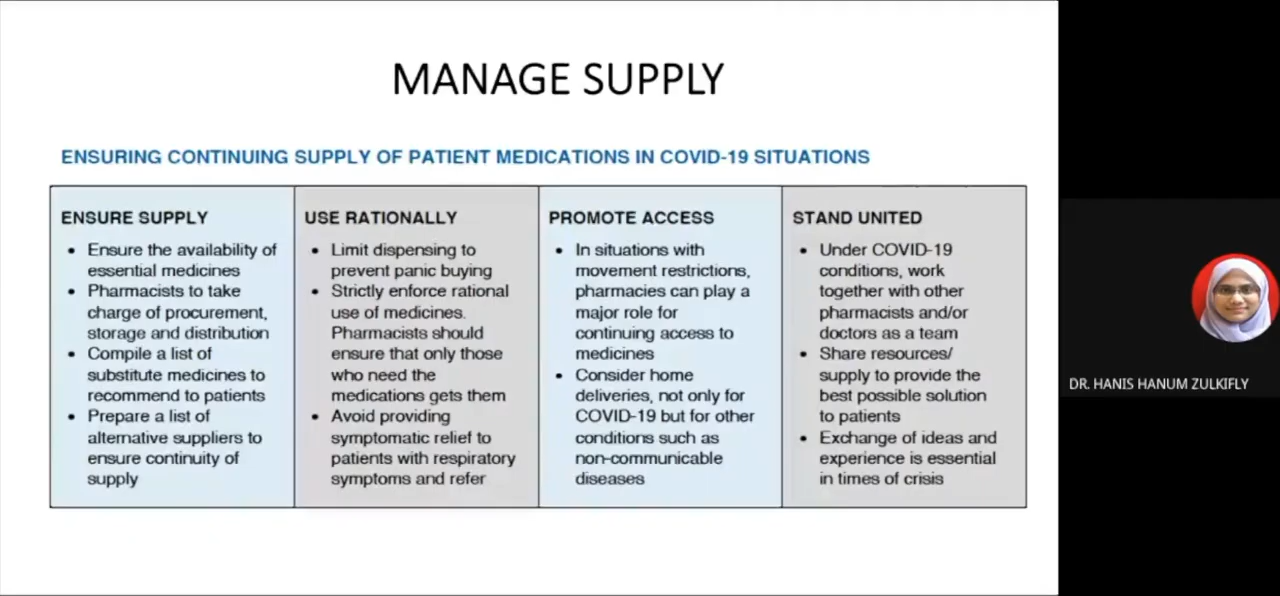 MANAGE SUPPLY
ENSURING CONTINUING SUPPLY OF PATIENT MEDICATIONS IN COVID-19 SITUATIONS
ENSURE SUPPLY
• Ensure the availability of
essential medicines
• Pharmacists to take
charge of procurement,
storage and distribution
• Compile a list of
substitute medicines to
recommend to patients
• Prepare a list of
alternative suppliers to
ensure continuity of
supply
USE RATIONALLY
• Limit dispensing to
prevent panic buying
• Strictly enforce rational
use of medicines.
Pharmacists should
ensure that only those
who need the
medications gets them
• Avoid providing
symptomatic relief to
patients with respiratory
symptoms and refer
PROMOTE ACCESS
• In situations with
movement restrictions,
pharmacies can play a
major role for
continuing access to
medicines
• Consider home
deliveries, not only for
COVID-19 but for other
conditions such as
non-communicable
diseases
STAND UNITED
• Under COVID-19
conditions, work
together with other
pharmacists and/or
doctors as a team
• Share resources/
supply to provide the
best possible solution
to patients
• Exchange of ideas and
experience is essential
in times of crisis
DR. HANIS HANUM ZULKIFLY